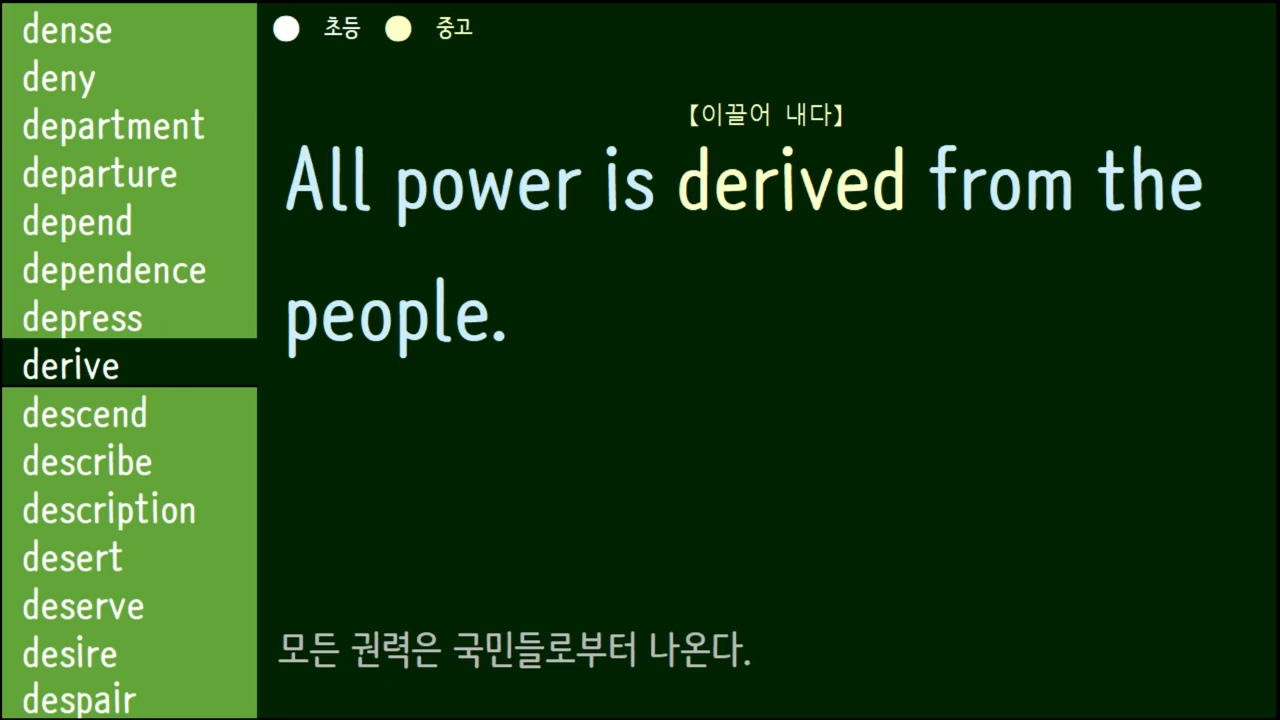 dense
deny
department
departure
depend
dependence
depress
derive
descend
describe
description
desert
deserve
desire
despair
초등 중고
【이끌어 내다】
All power is derived from the
people.
모든 권력은 국민들로부터 나온다.